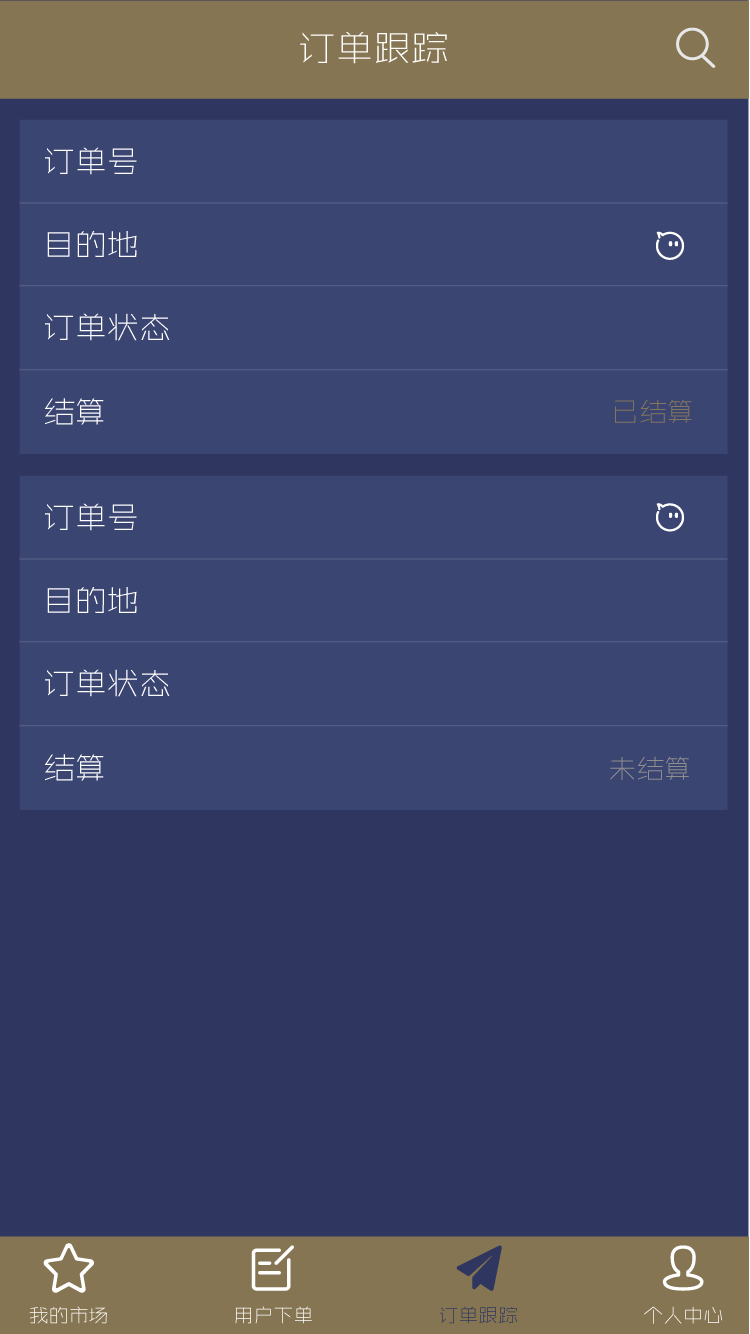 订单跟踪
订单号
目的地
订单状态
结算 已结算
订单号
目的地
订单状态
结算 未结算
我的市场 用户下单 订单跟踪 个人中心